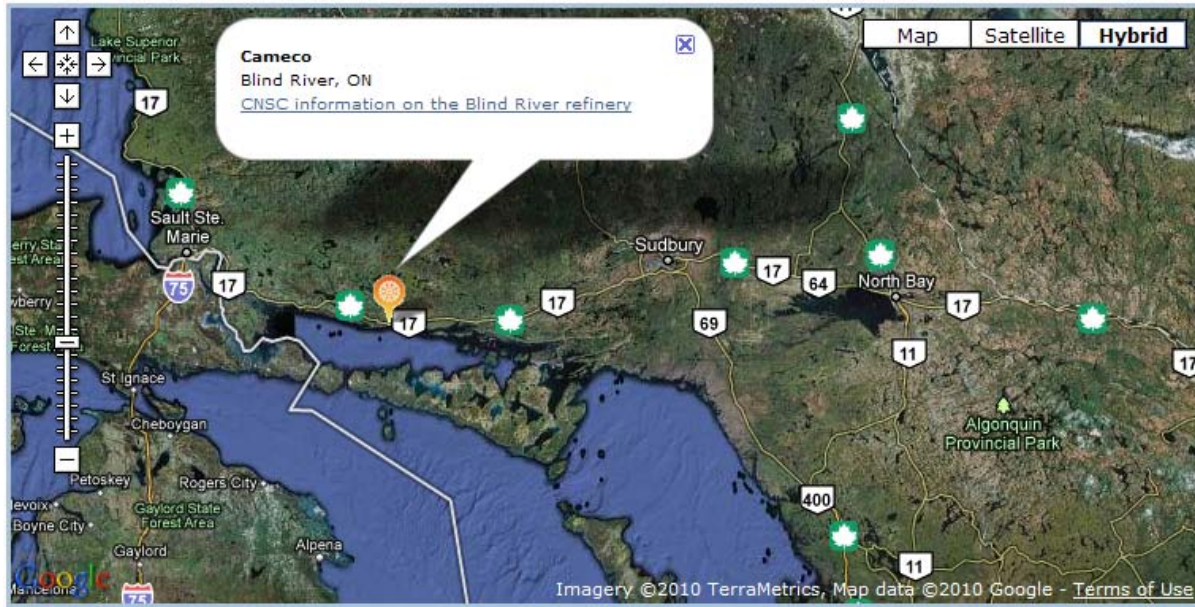 Map
Satellite
Hybrid
Cameco
Blind River, ON
CNSC information on the Blind River refinery
Lake Superior
Provincial Park
17
11
Sault Ste.
Marie
75
17
17
17
Sudbury
17
64
North Bay
17
17
69
11
St Ignace
Cheboygan
Algonquin
Provincial Park
Petoskey
Rogers City
Boyne City
Gaylord State
Forest Area
400
Gaylord
Alpena
11
75
Google
Mancelona
Imagery ©2010 TerraMetrics, Map data ©2010 Google - Terms of Use